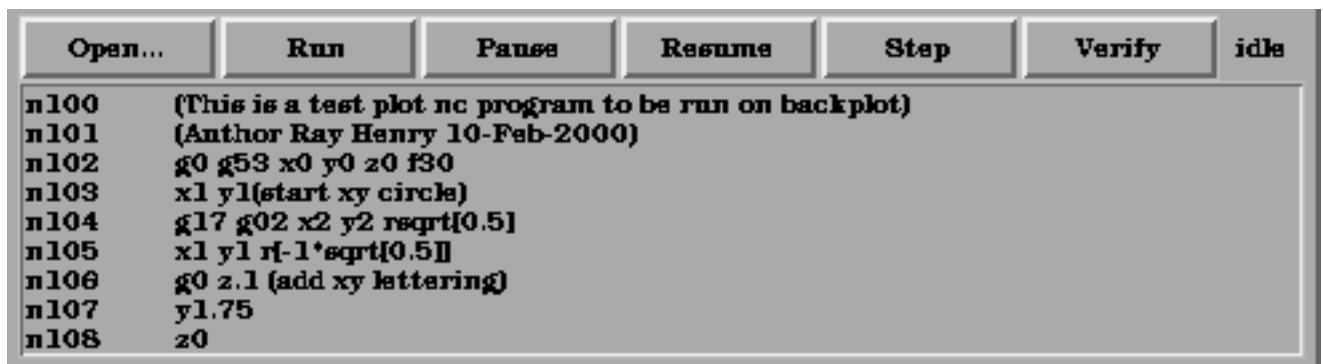 Open... Run Pause Resume Step Verify idle
n100 (This is a test plot nc program to be run on backplot)
n101 (Author Ray Henry 10-Feb-2000)
n102 g0 g53 x0 y0 z0 f30
n103 x1 y1(start xy circle)
n104 g17 g02 x2 y2 rsqrt[0.5]
n105 x1 y1 r[-1*sqrt[0.5]]
n106 g0 z.1 (add xy lettering)
n107 y1.75
n108 z0